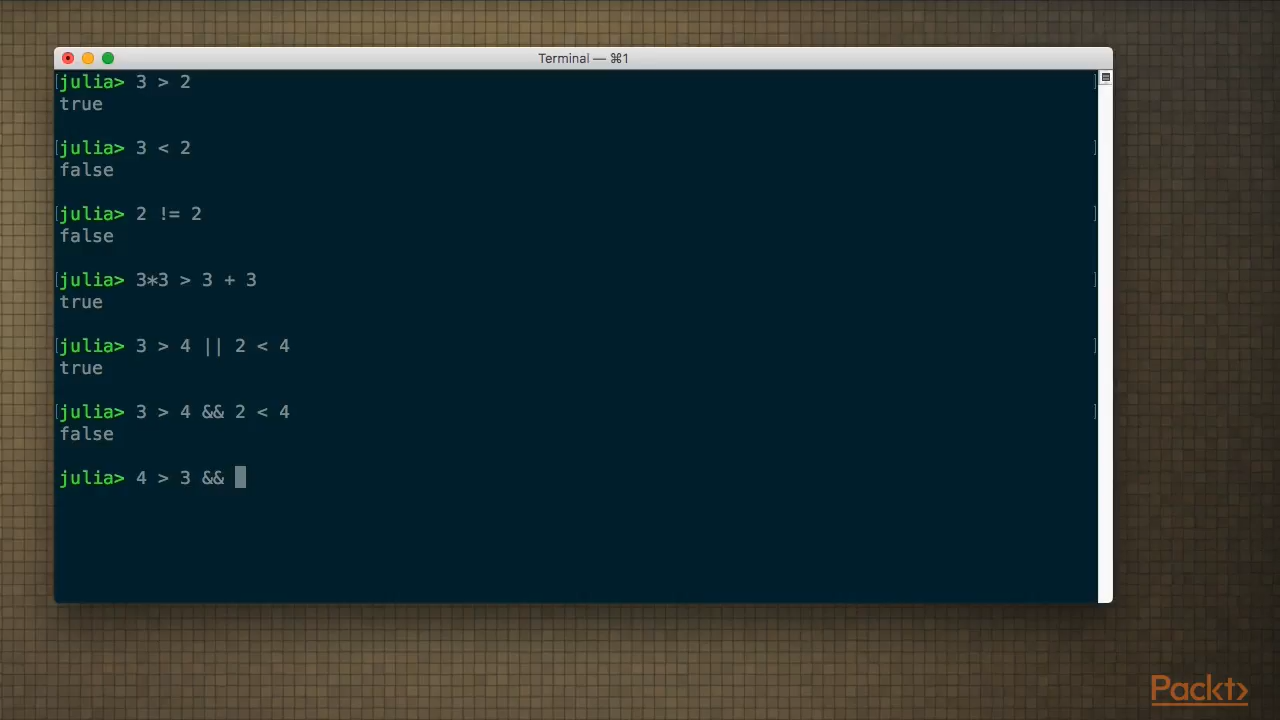 Terminal — ⌘1
julia> 3 > 2
true
julia> 3 < 2
false
julia> 2 != 2
false
julia> 3*3 > 3 + 3
true
julia> 3 > 4 || 2 < 4
true
julia> 3 > 4 && 2 < 4
false
julia> 4 > 3 &&
Packt>